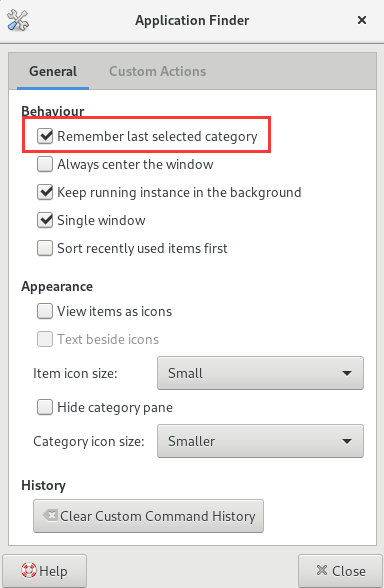 Application Finder
General
Custom Actions
Behaviour
Remember last selected category
Always center the window
Keep running instance in the background
Single window
Sort recently used items first
Appearance
View items as icons
Text beside icons
Item icon size: Small
Hide category pane
Category icon size: Smaller
History
Clear Custom Command History
Help
Close